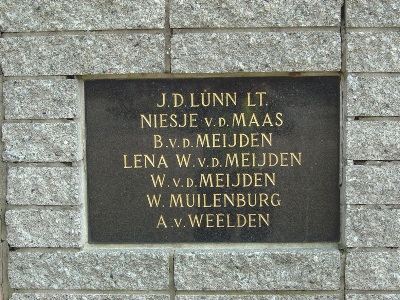 J.D. LUNN LT.
NIESJE v.d. MAAS
B. v.d. MEIJDEN
LENA W. v.d. MEIJDEN
W. v.d. MEIJDEN
W. MUILENBURG
A. v. WEELDEN